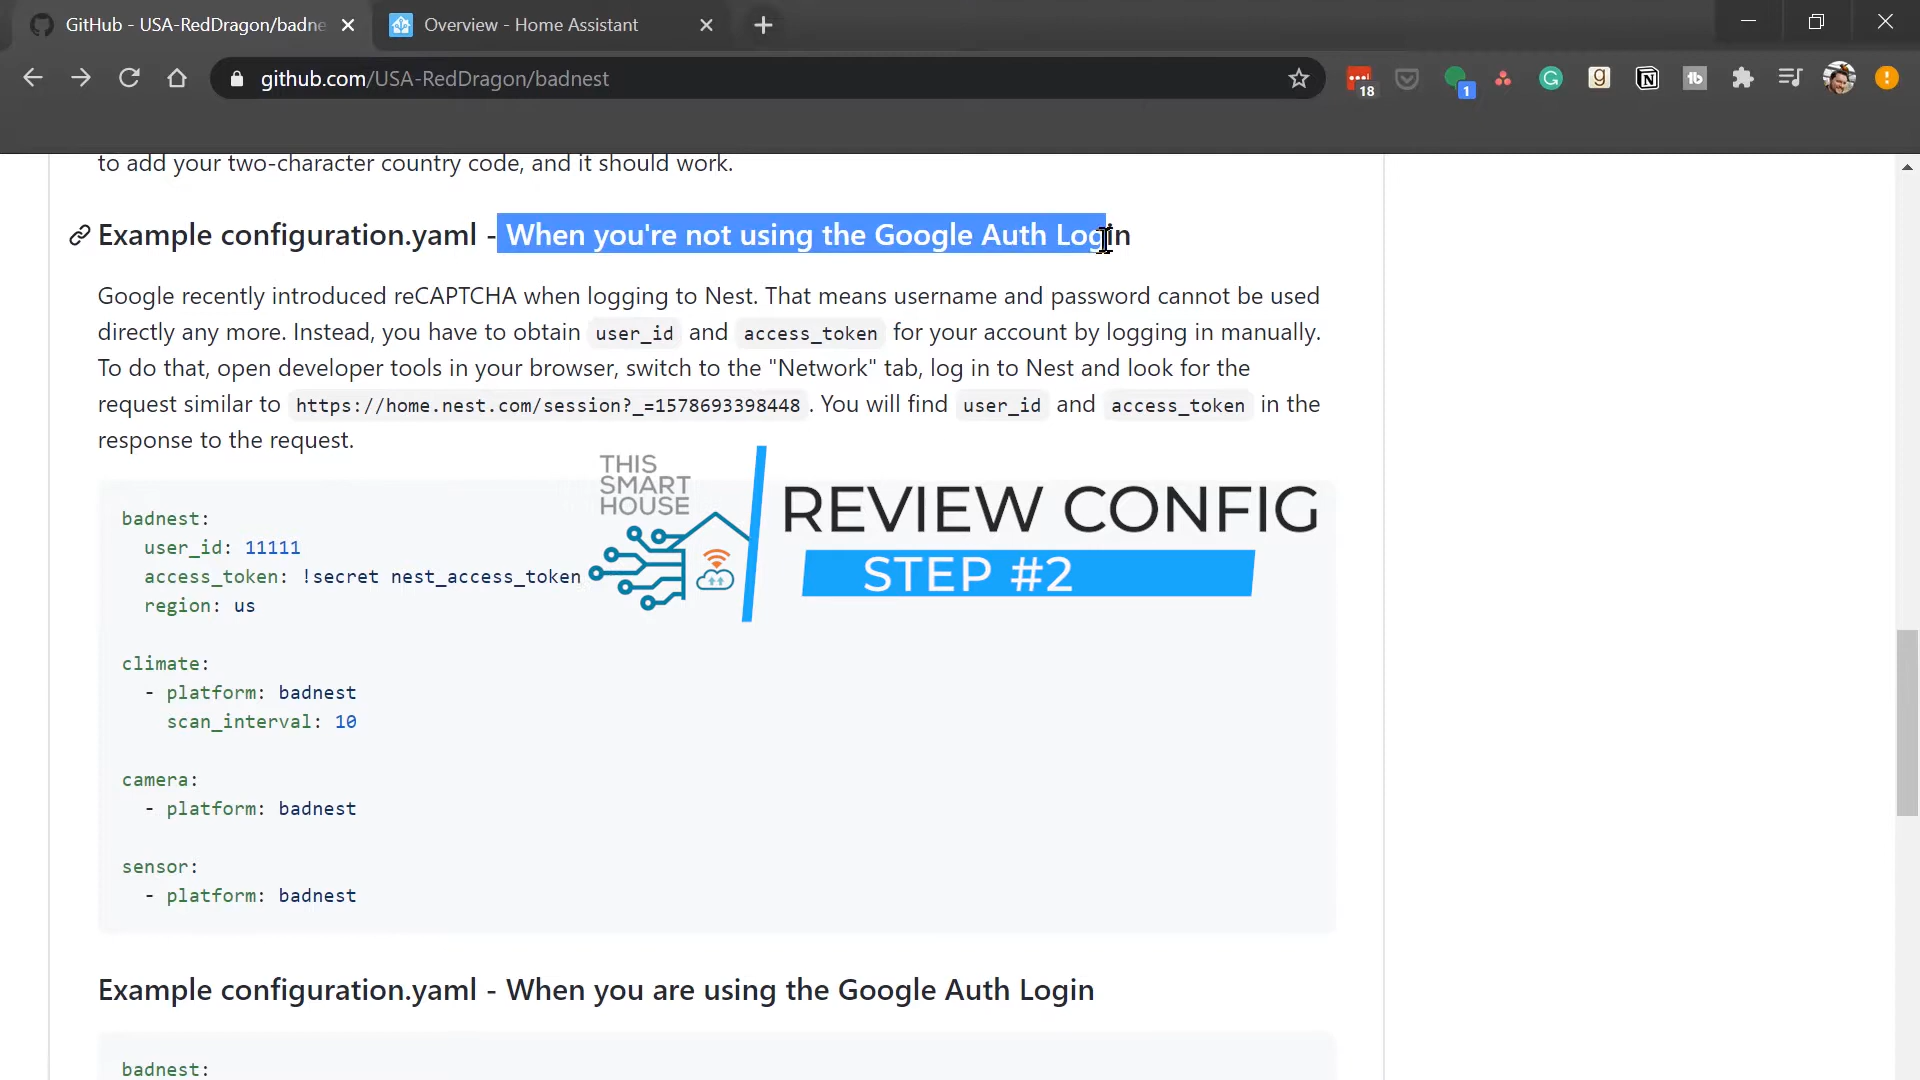 GitHub - USA-RedDragon/badne
Overview - Home Assistant
github.com/USA-RedDragon/badnest
18
1
to add your two-character country code, and it should work.
Example configuration.yaml - When you're not using the Google Auth Login
Google recently introduced reCAPTCHA when logging to Nest. That means username and password cannot be used
directly any more. Instead, you have to obtain user_id and access_token for your account by logging in manually.
To do that, open developer tools in your browser, switch to the "Network" tab, log in to Nest and look for the
request similar to https://home.nest.com/session?_=1578693398448 . You will find user_id and access_token in the
response to the request.
THIS
SMART
HOUSE
REVIEW CONFIG
STEP #2
badnest:
user_id: 11111
access_token: !secret nest_access_token
region: us
climate:
- platform: badnest
scan_interval: 10
camera:
- platform: badnest
sensor:
- platform: badnest
Example configuration.yaml - When you are using the Google Auth Login
badnest: